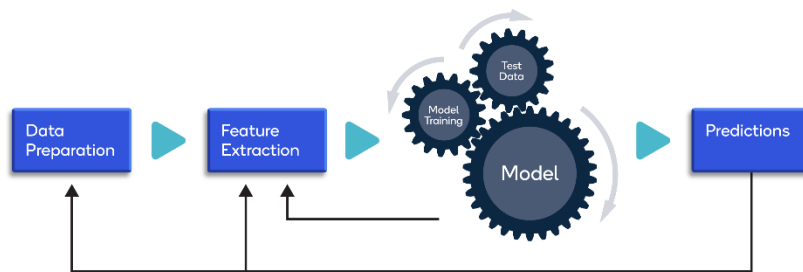 Data
Preparation
Feature
Extraction
Model
Training
Test
Data
Model
Predictions